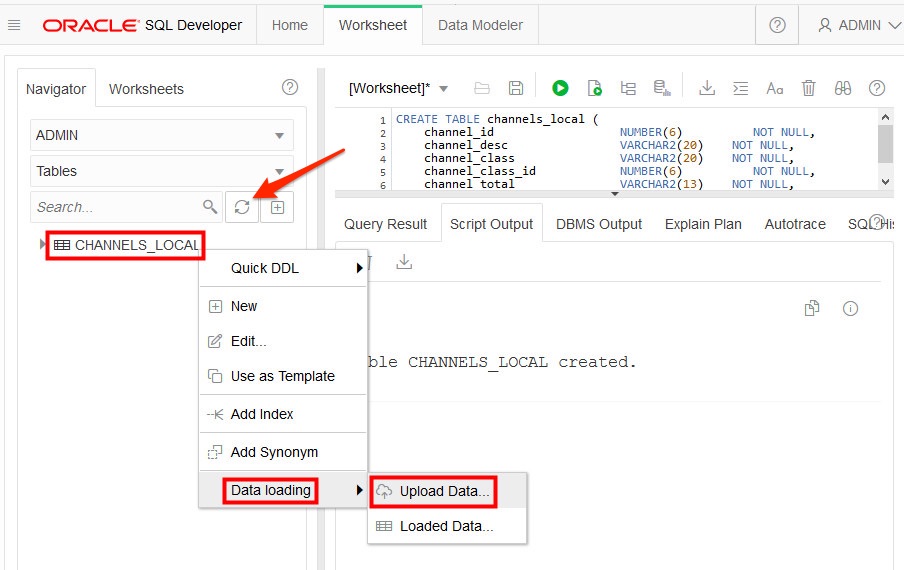 ORACLE SQL Developer Home Worksheet Data Modeler ? ADMIN
Navigator Worksheets ?
ADMIN
Tables
Search...
CHANNELS_LOCAL
[Worksheet]* Aa ?
1 CREATE TABLE channels_local (
2 channel_id NUMBER(6) NOT NULL,
3 channel_desc VARCHAR2(20) NOT NULL,
4 channel_class VARCHAR2(20) NOT NULL,
5 channel_class_id NUMBER(6) NOT NULL,
6 channel_total VARCHAR2(13) NOT NULL,
Query Result Script Output DBMS Output Explain Plan Autotrace SQL His
ble CHANNELS_LOCAL created.
Quick DDL
New
Edit...
Use as Template
Add Index
Add Synonym
Data loading
Upload Data...
Loaded Data...